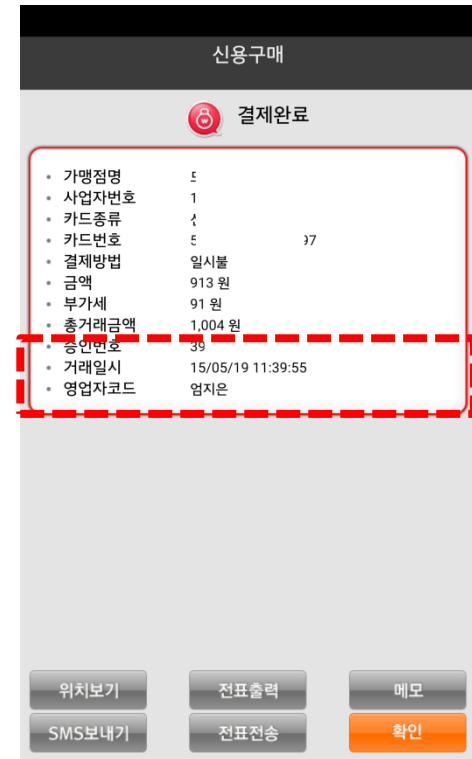 신용구매
결제완료
가맹점명
사업자번호 1
카드종류
카드번호 5 97
결제방법 일시불
금액 913 원
부가세 91 원
총거래금액 1,004 원
승인번호 39
거래일시 15/05/19 11:39:55
영업자코드 엄지은
위치보기 전표출력 메모
SMS보내기 전표전송 확인